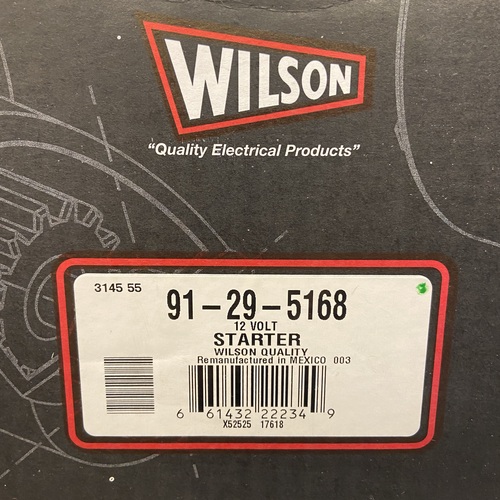 WILSON
"Quality Electrical Products"
3145 55
91-29-5168
12 VOLT
STARTER
WILSON QUALITY
Remanufactured in MEXICO 003
6 61432 22234 9
X52525 17618